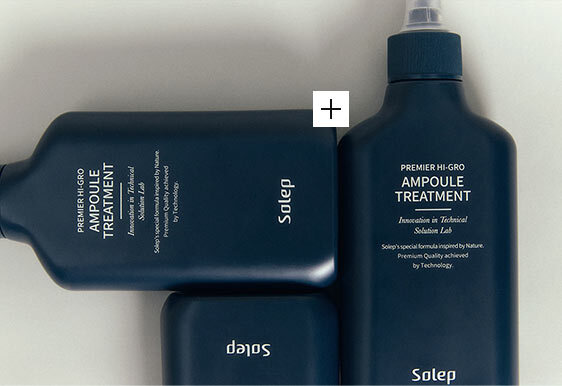 PREMIER HI-GRO
AMPOULE
TREATMENT
Innovation in Technical
Solution Lab
Solep's special formula inspired by Nature.
Premium Quality achieved
by Technology.
Solep
PREMIER HI-GRO
AMPOULE
TREATMENT
Innovation in Technical
Solution Lab
Solep's special formula inspired by Nature.
Premium Quality achieved
by Technology.
Solep
Solep